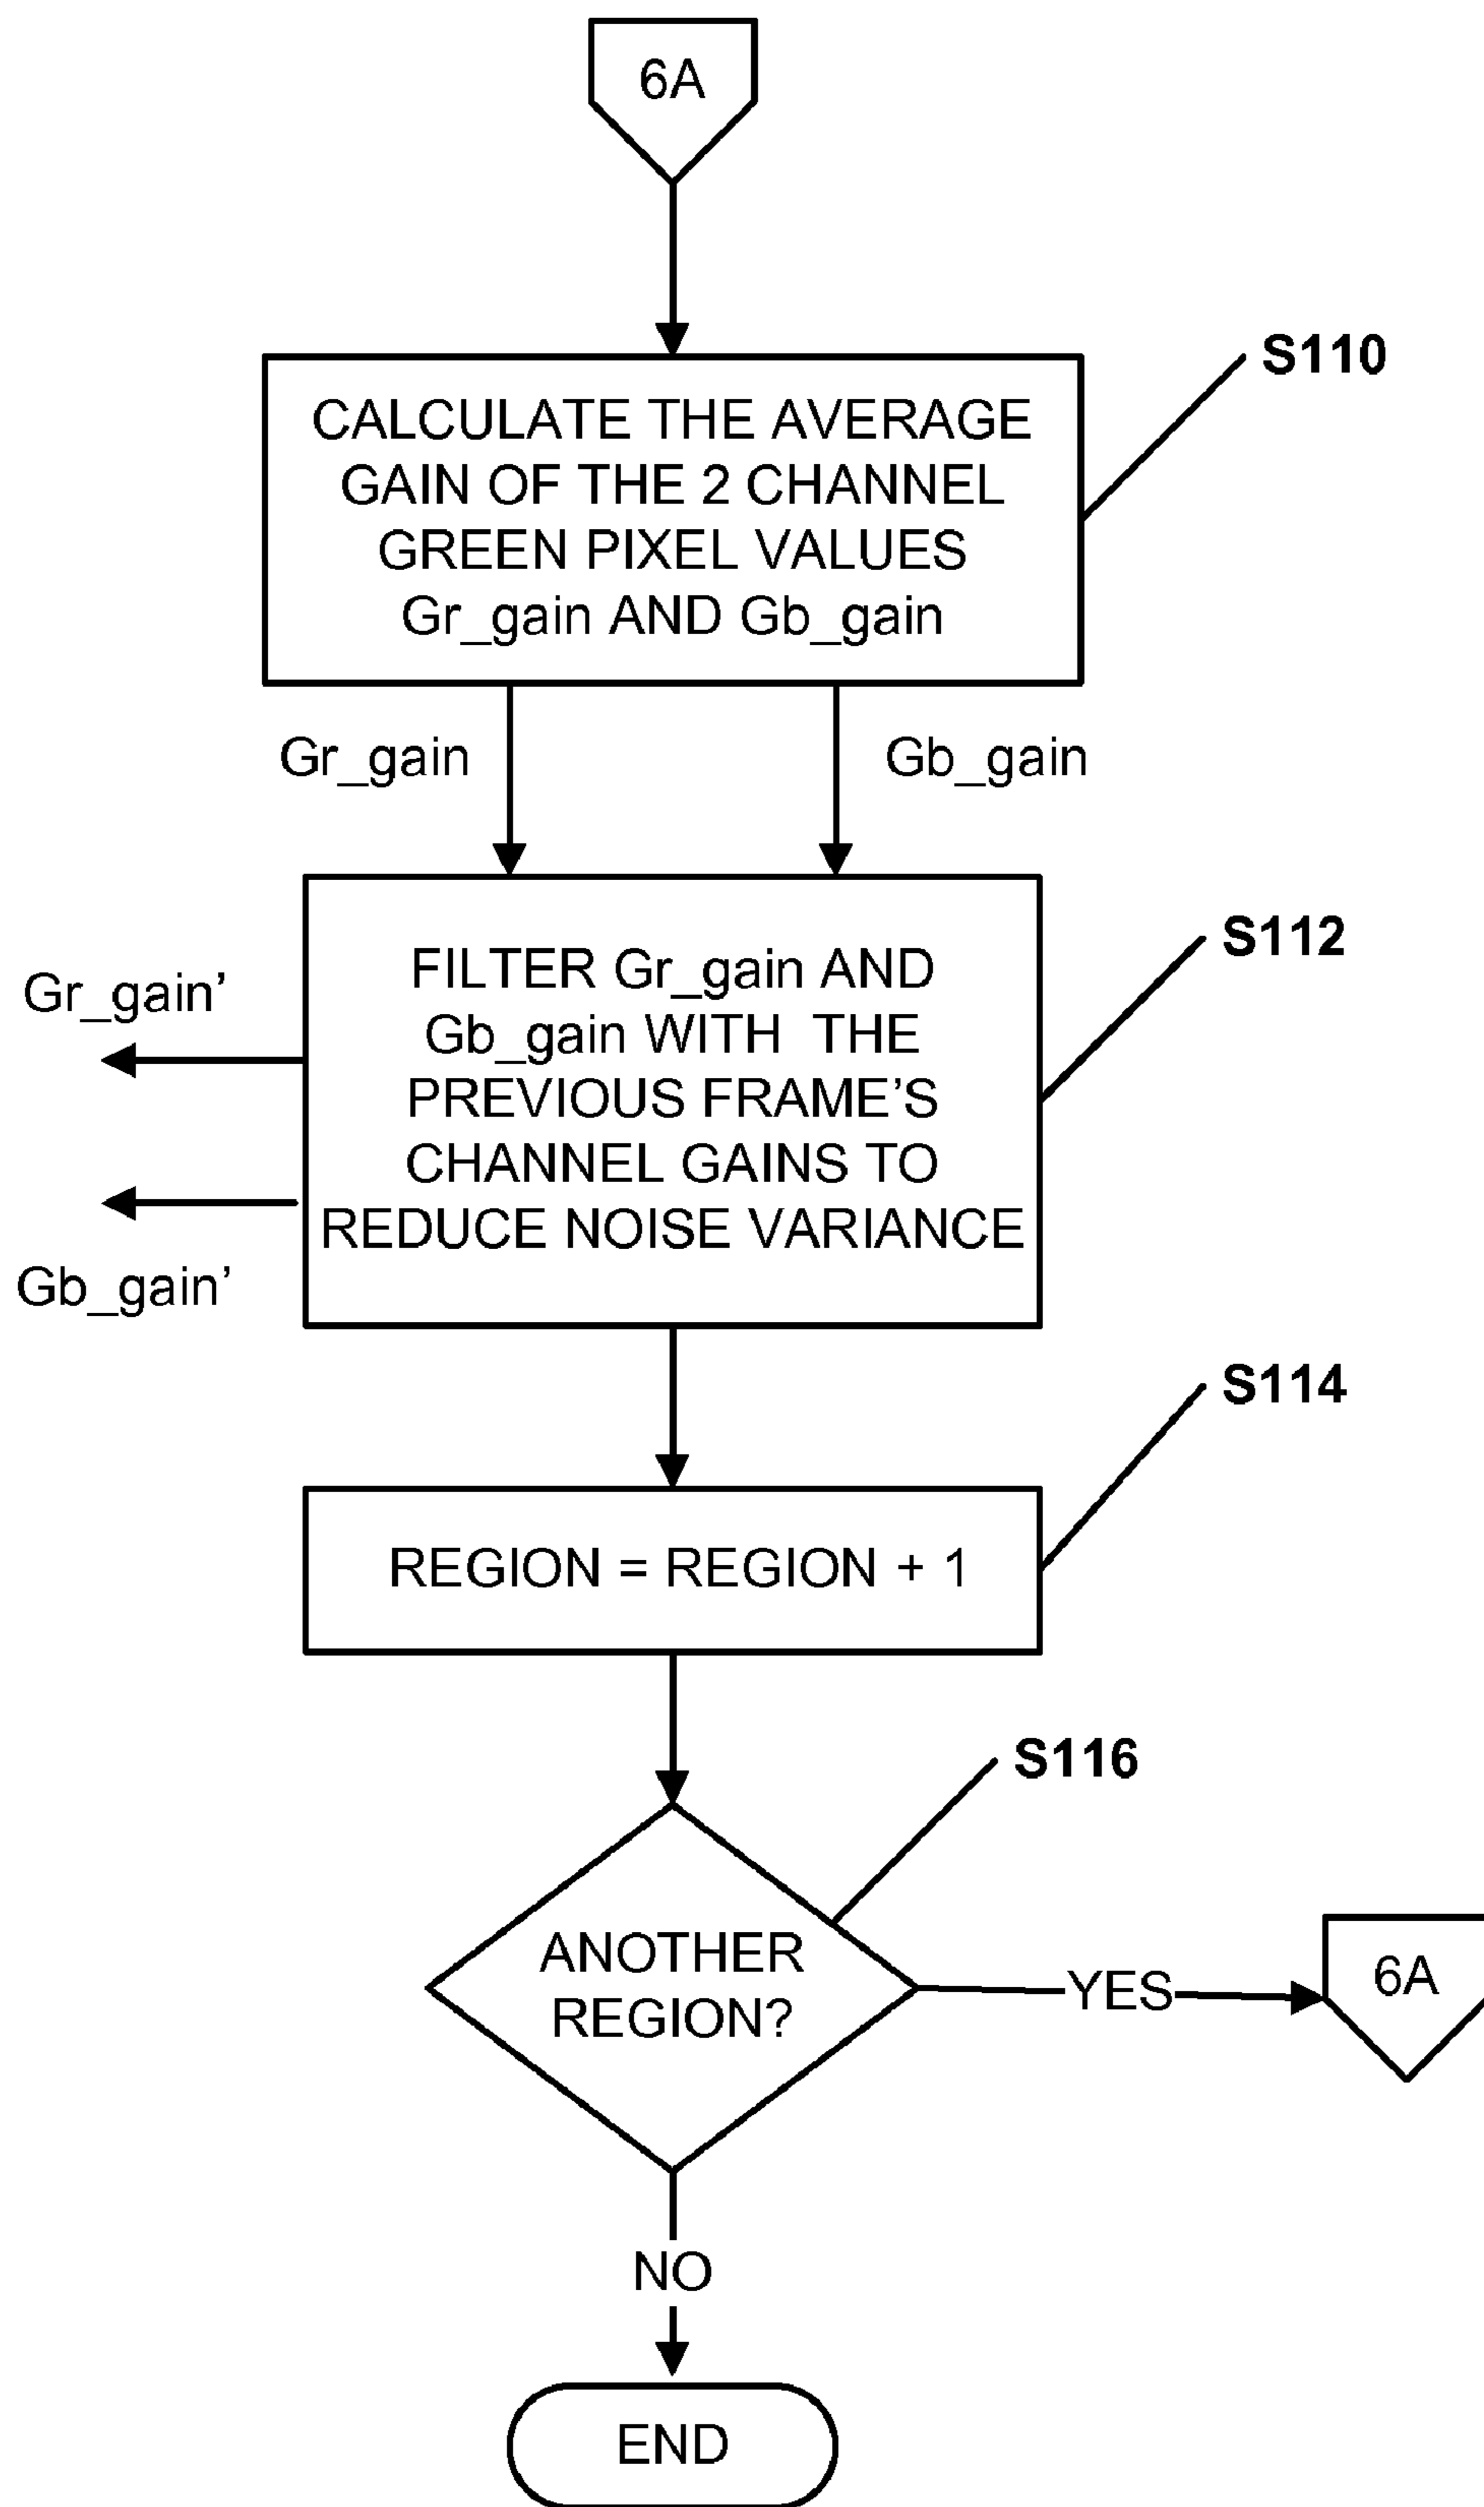 6A
S110
CALCULATE THE AVERAGE
GAIN OF THE 2 CHANNEL
GREEN PIXEL VALUES
Gr_gain AND Gb_gain
Gr_gain
Gb_gain
S112
FILTER Gr_gain AND
Gb_gain WITH THE
PREVIOUS FRAME'S
CHANNEL GAINS TO
REDUCE NOISE VARIANCE
Gr_gain'
Gb_gain'
S114
REGION = REGION + 1
S116
ANOTHER
REGION?
YES
6A
NO
END